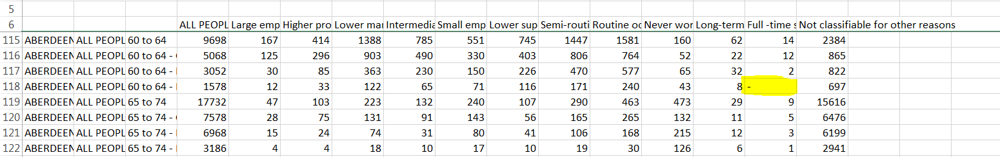 5
6 ALL PEOPL Large emp Higher pro Lower mar Intermedia Small emp Lower sup Semi-routi Routine oc Never wor Long-term Full -time s Not classifiable for other reasons
115 ABERDEEN ALL PEOPL 60 to 64 9698 167 414 1388 785 551 745 1447 1581 160 62 14 2384
116 ABERDEEN ALL PEOPL 60 to 64 - 5068 125 296 903 490 330 403 806 764 52 22 12 865
117 ABERDEEN ALL PEOPL 60 to 64 - 3052 30 85 363 230 150 226 470 577 65 32 2 822
118 ABERDEEN ALL PEOPL 60 to 64 - 1578 12 33 122 65 71 116 171 240 43 8 - 697
119 ABERDEEN ALL PEOPL 65 to 74 17732 47 103 223 132 240 107 290 463 473 29 9 15616
120 ABERDEEN ALL PEOPL 65 to 74 - 7578 28 75 131 91 143 56 165 265 132 11 5 6476
121 ABERDEEN ALL PEOPL 65 to 74 - 6968 15 24 74 31 80 41 106 168 215 12 3 6199
122 ABERDEEN ALL PEOPL 65 to 74 - 3186 4 4 18 10 17 10 19 30 126 6 1 2941